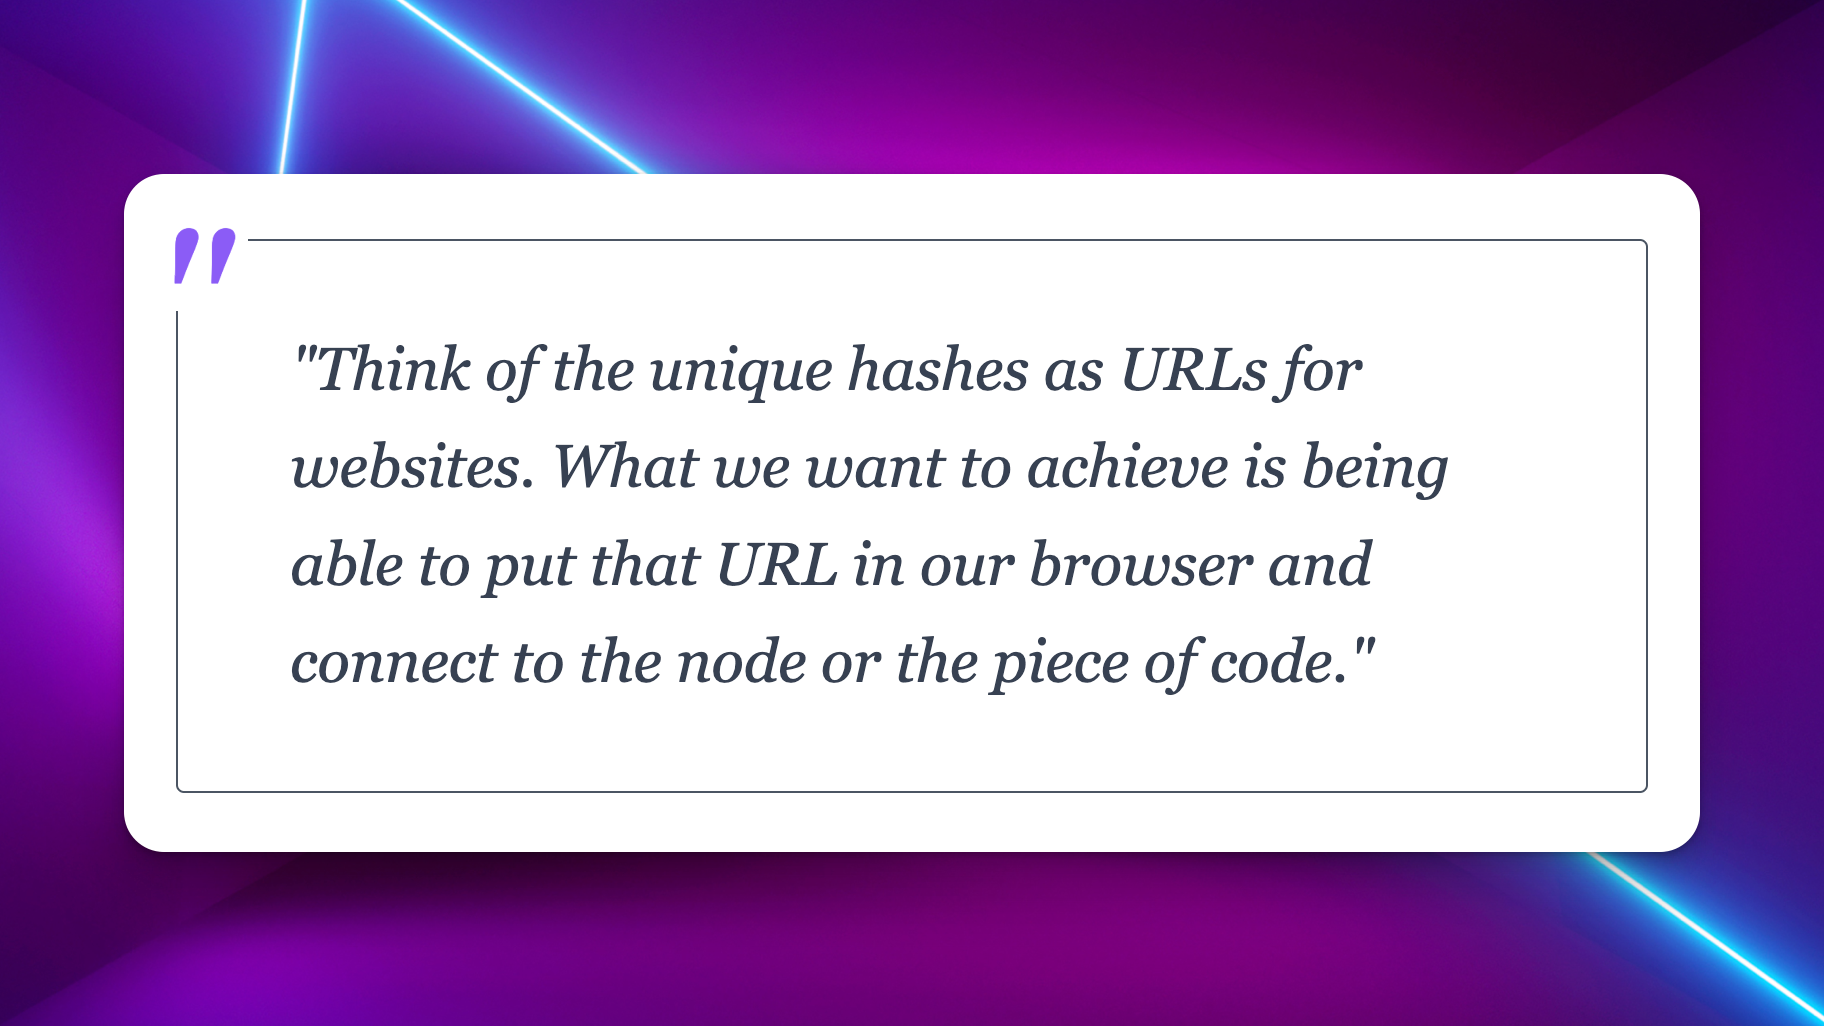 "Think of the unique hashes as URLs for
websites. What we want to achieve is being
able to put that URL in our browser and
connect to the node or the piece of code."